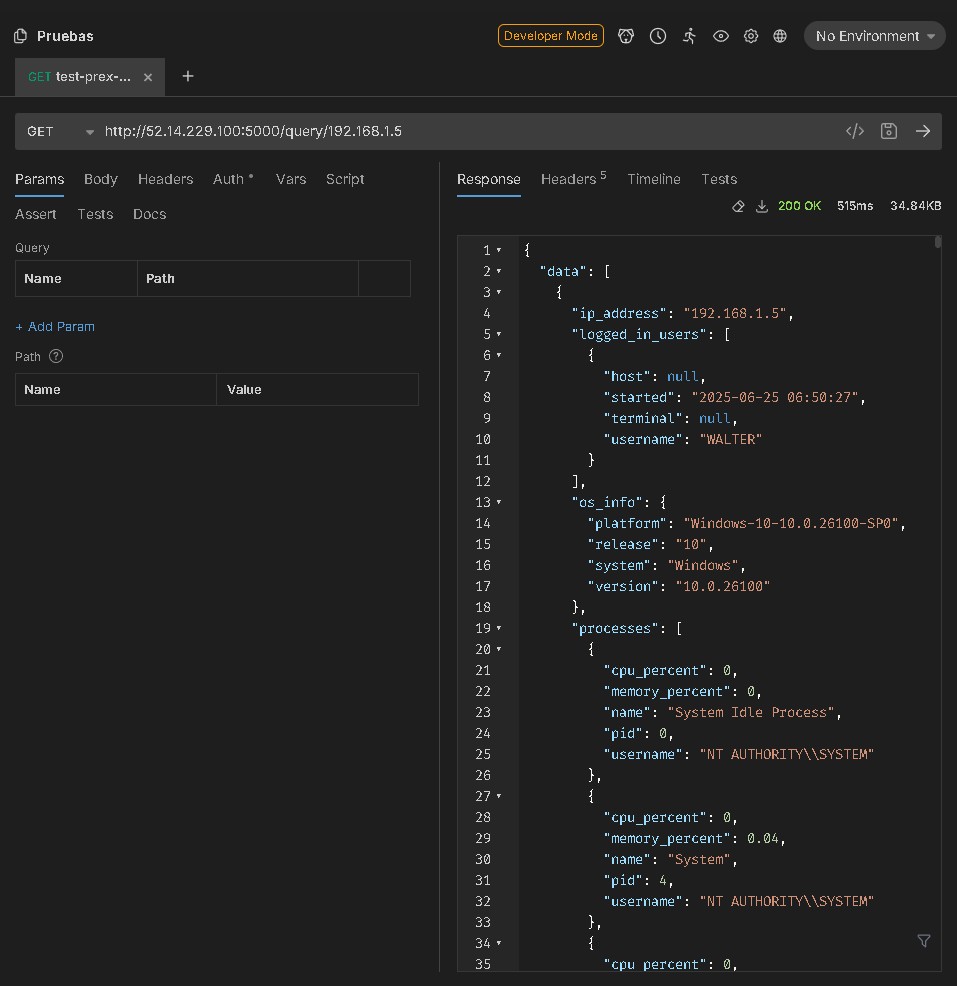 Pruebas
Developer Mode
No Environment
GET test-prex-...
GET
http://52.14.229.100:5000/query/192.168.1.5
Params Body Headers Auth * Vars Script
Assert Tests Docs
Query
Name Path
+ Add Param
Path ?
Name Value
Response Headers 5 Timeline Tests
200 OK 515ms 34.84KB
1 {
2 "data": [
3 {
4 "ip_address": "192.168.1.5",
5 "logged_in_users": [
6 {
7 "host": null,
8 "started": "2025-06-25 06:50:27",
9 "terminal": null,
10 "username": "WALTER"
11 }
12 ],
13 "os_info": {
14 "platform": "Windows-10-10.0.26100-SP0",
15 "release": "10",
16 "system": "Windows",
17 "version": "10.0.26100"
18 },
19 "processes": [
20 {
21 "cpu_percent": 0,
22 "memory_percent": 0,
23 "name": "System Idle Process",
24 "pid": 0,
25 "username": "NT AUTHORITY\\SYSTEM"
26 },
27 {
28 "cpu_percent": 0,
29 "memory_percent": 0.04,
30 "name": "System",
31 "pid": 4,
32 "username": "NT AUTHORITY\\SYSTEM"
33 },
34 {
35 "cpu_percent": 0,